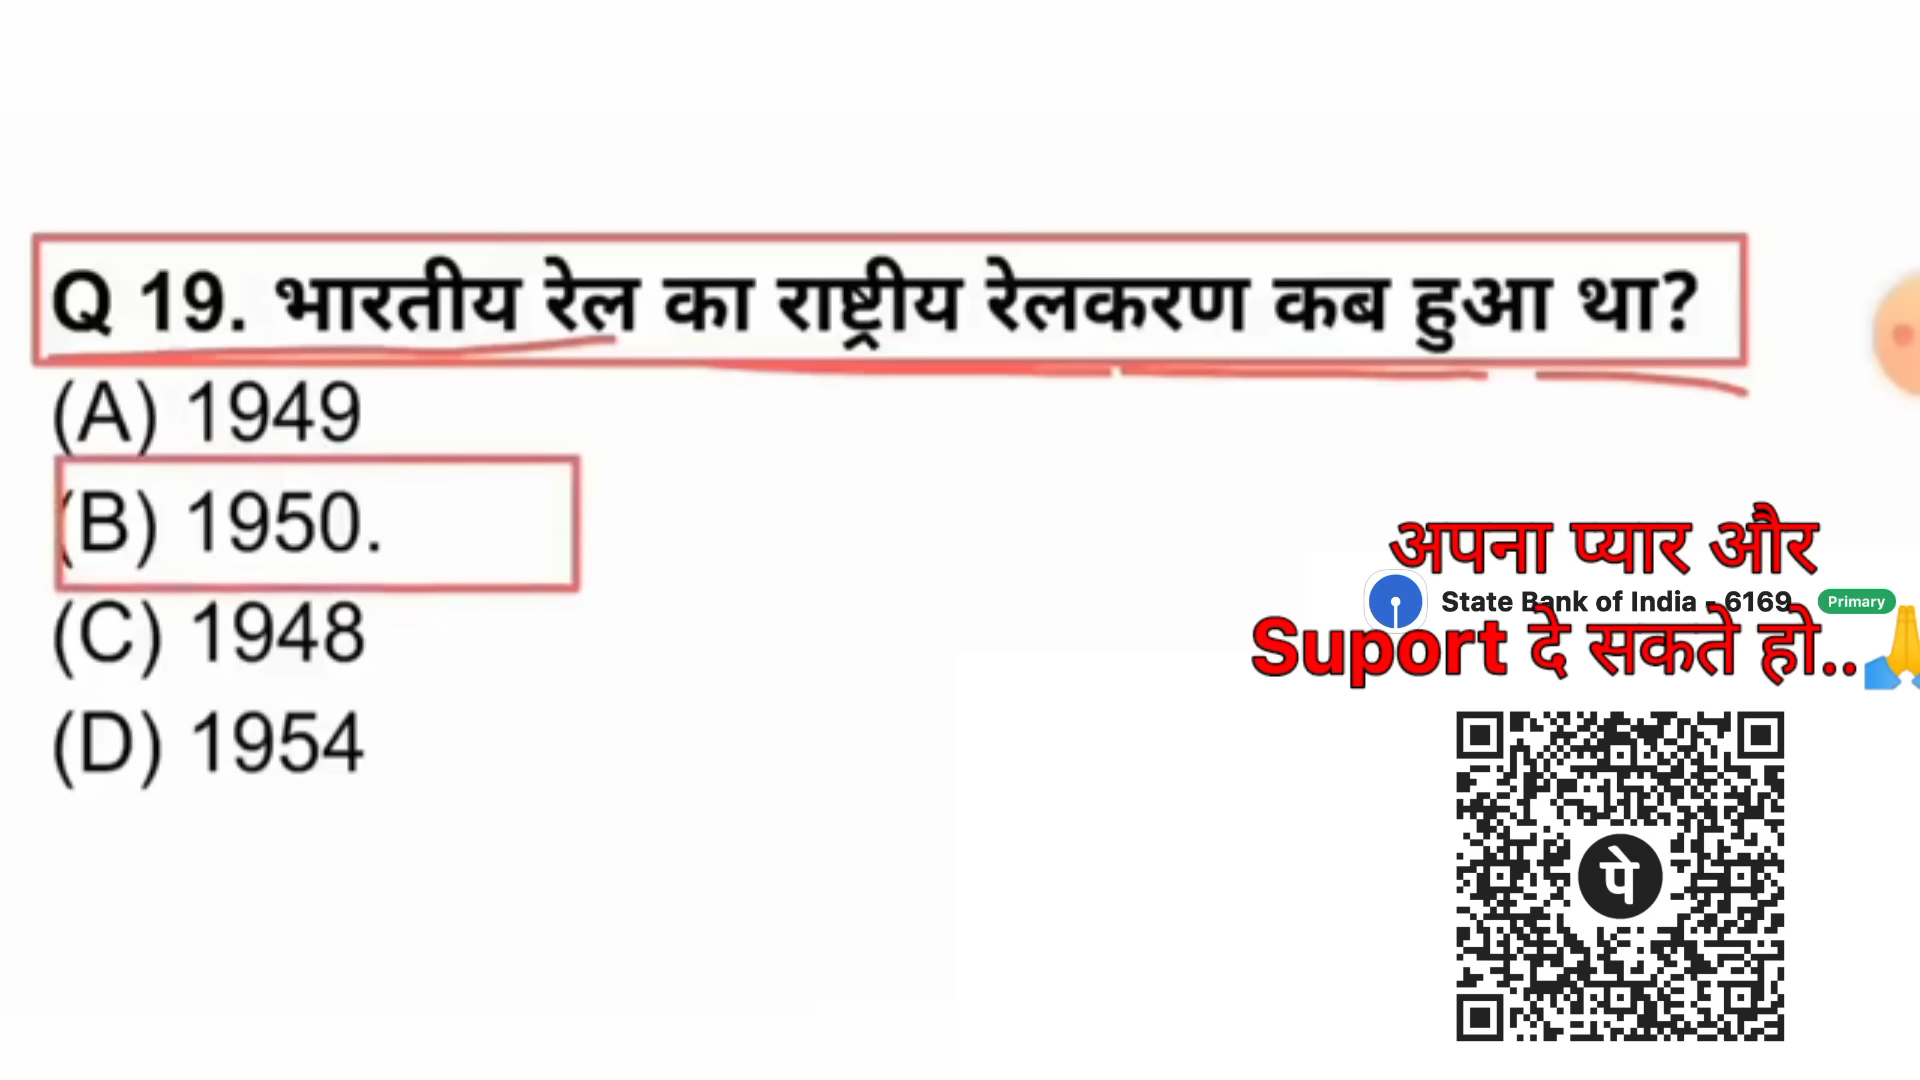 Q 19. भारतीय रेल का राष्ट्रीय रेलकरण कब हुआ था?
(A) 1949
(B) 1950.
(C) 1948
(D) 1954
अपना प्यार और
State Bank of India - 6169 Primary
Suport दे सकते हो..🙏
पे